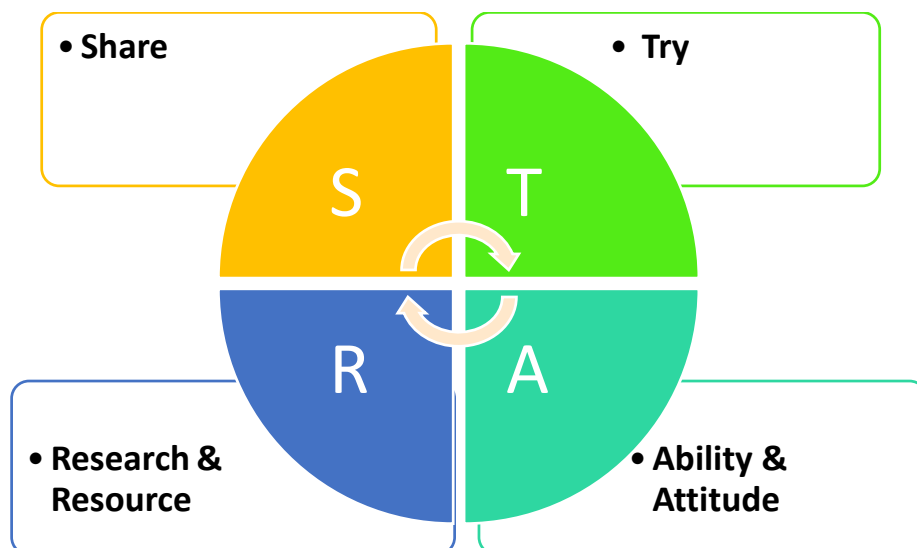 • Share
• Try
S
T
R
A
• Research &
Resource
• Ability &
Attitude